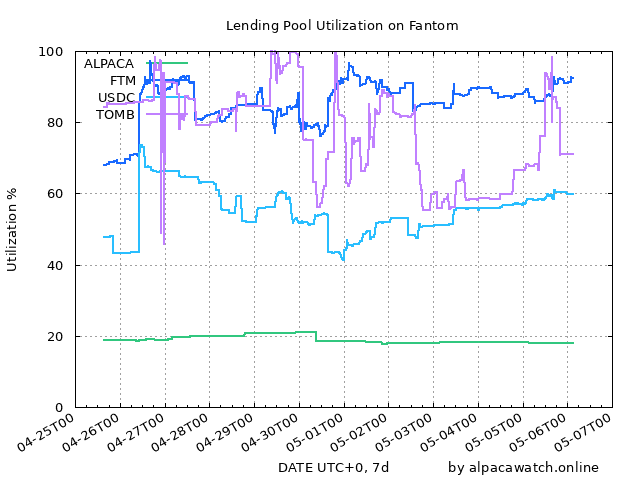 Lending Pool Utilization on Fantom
100
80
60
40
20
0
Utilization %
ALPACA
FTM
USDC
TOMB
04-25T00
04-26T00
04-27T00
04-28T00
04-29T00
04-30T00
05-01T00
05-02T00
05-03T00
05-04T00
05-05T00
05-06T00
05-07T00
DATE UTC+0, 7d by alpacawatch.online